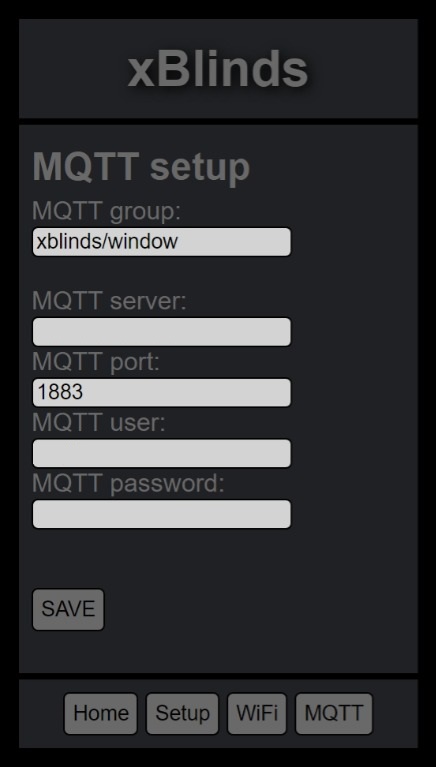 xBlinds
MQTT setup
MQTT group:
xblinds/window
MQTT server:
MQTT port:
1883
MQTT user:
MQTT password:
SAVE
Home Setup WiFi MQTT